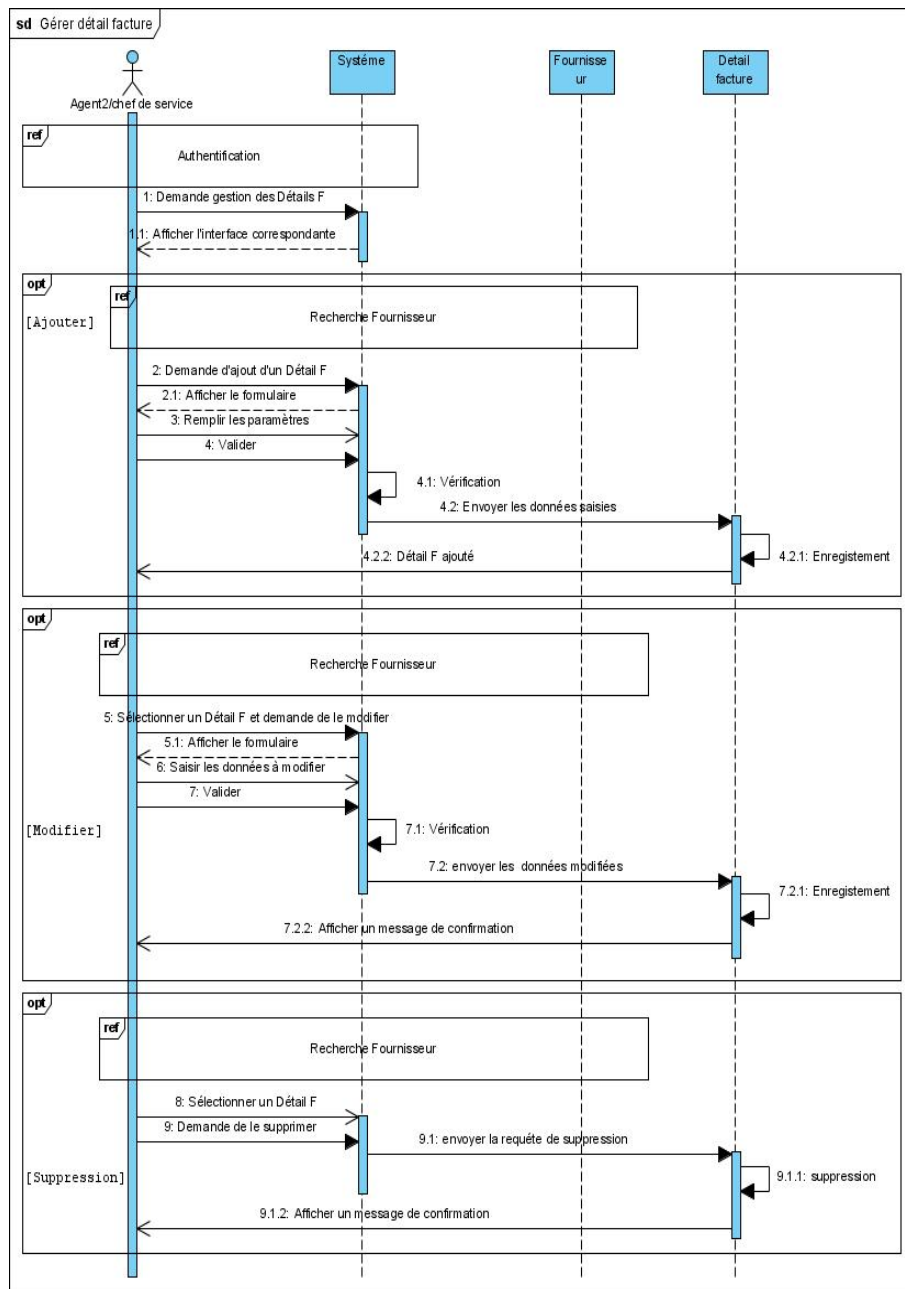 sd Gérer détail facture
Systéme
Fournisse
ur
Detail
facture
Agent2/chef de service
ref
Authentification
1: Demande gestion des Détails F
1.1: Afficher l'interface correspondante
opt
ref
[Ajouter]
Recherche Fournisseur
2: Demande d'ajout d'un Détail F
2.1: Afficher le formulaire
3: Remplir les paramètres
4: Valider
4.1: Vérification
4.2: Envoyer les données saisies
4.2.2: Détail F ajouté
4.2.1: Enregistement
opt
ref
Recherche Fournisseur
5: Sélectionner un Détail F et demande de le modifier
5.1: Afficher le formulaire
6: Saisir les données à modifier
7: Valider
[Modifier]
7.1: Vérification
7.2: envoyer les données modifiées
7.2.1: Enregistement
7.2.2: Afficher un message de confirmation
opt
ref
Recherche Fournisseur
8: Sélectionner un Détail F
9: Demande de le supprimer
9.1: envoyer la requéte de suppression
[Suppression]
9.1.1: suppression
9.1.2: Afficher un message de confirmation